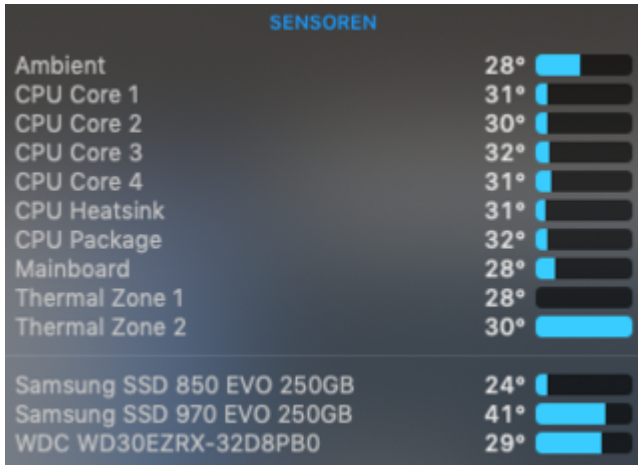 SENSOREN
Ambient 28°
CPU Core 1 31°
CPU Core 2 30°
CPU Core 3 32°
CPU Core 4 31°
CPU Heatsink 31°
CPU Package 32°
Mainboard 28°
Thermal Zone 1 28°
Thermal Zone 2 30°
Samsung SSD 850 EVO 250GB 24°
Samsung SSD 970 EVO 250GB 41°
WDC WD30EZRX-32D8PB0 29°